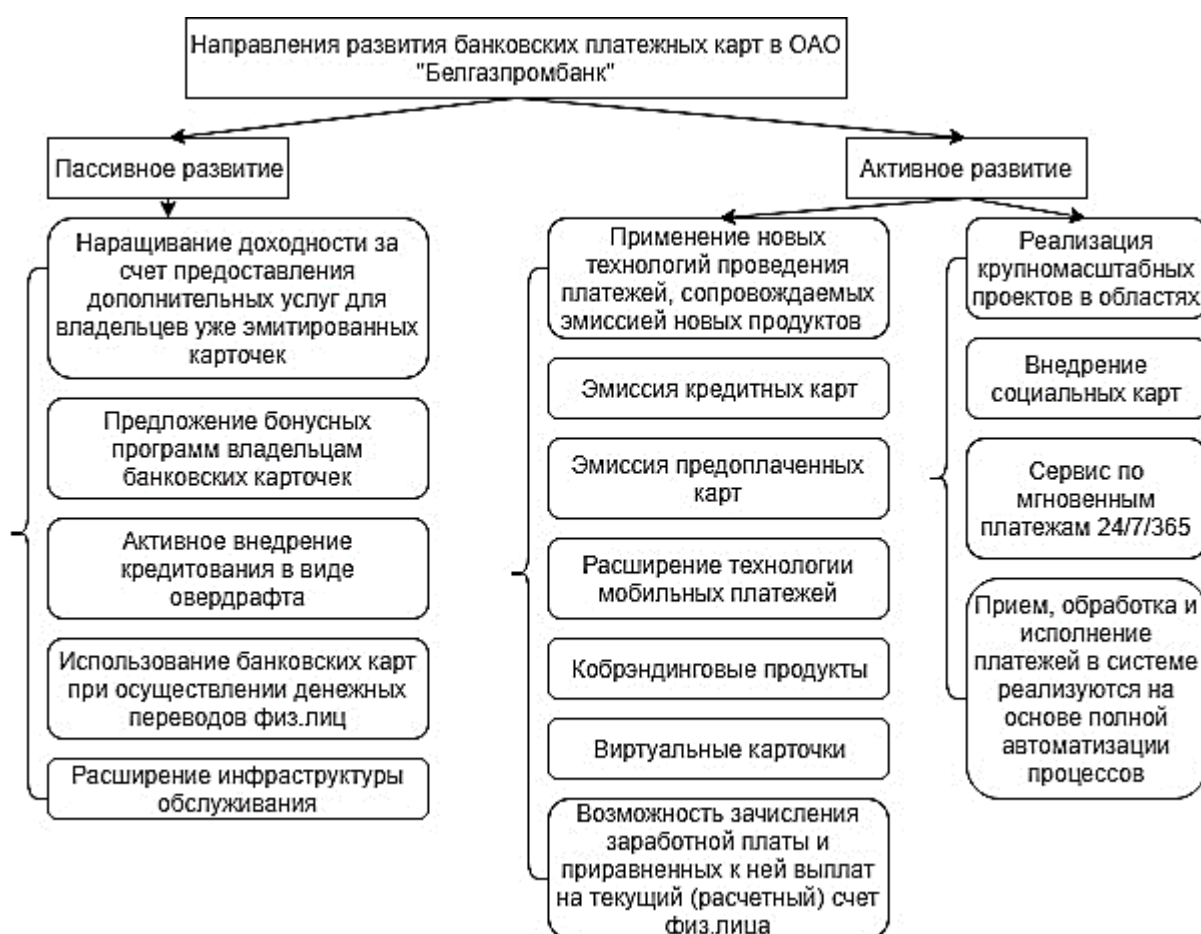 Направления развития банковских платежных карт в ОАО
"Белгазпромбанк"
Пассивное развитие
Активное развитие
Наращивание доходности за
счет предоставления
дополнительных услуг для
владельцев уже эмитированных
карточек
Предложение бонусных
программ владельцам
банковских карточек
Активное внедрение
кредитования в виде
овердрафта
Использование банковских карт
при осуществлении денежных
переводов физ.лиц
Расширение инфраструктуры
обслуживания
Применение новых
технологий проведения
платежей, сопровождаемых
эмиссией новых продуктов
Эмиссия кредитных карт
Эмиссия предоплаченных
карт
Расширение технологии
мобильных платежей
Кобрэндинговые продукты
Виртуальные карточки
Возможность зачисления
заработной платы и
приравненных к ней выплат
на текущий (расчетный) счет
физ.лица
Реализация
крупномасштабных
проектов в областях
Внедрение
социальных карт
Сервис по
мгновенным
платежам 24/7/365
Прием, обработка и
исполнение
платежей в системе
реализуются на
основе полной
автоматизации
процессов